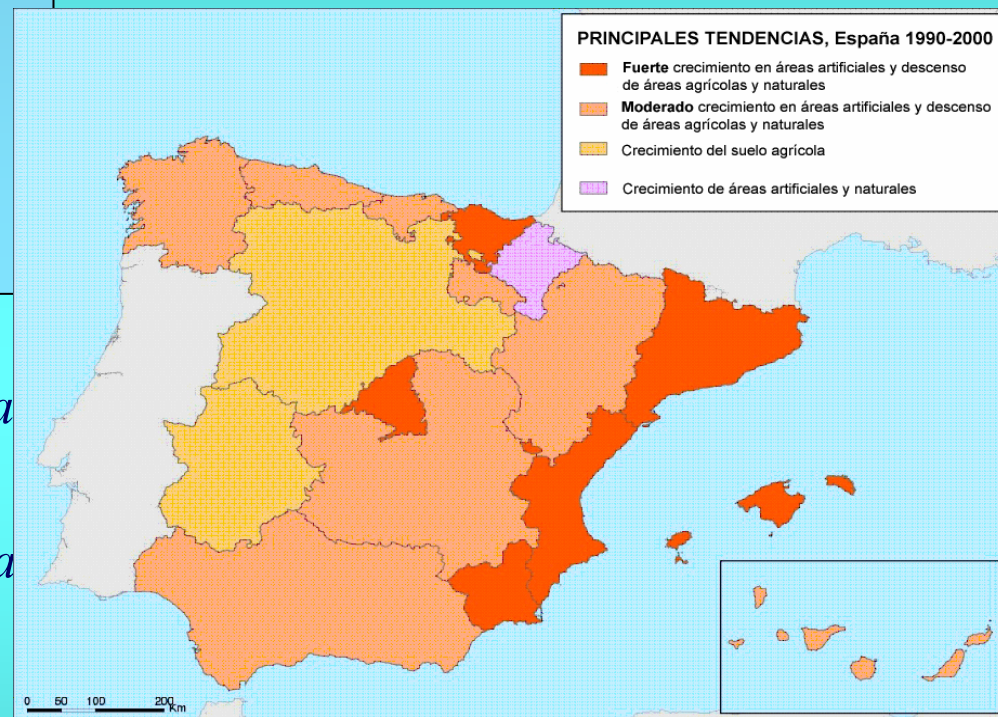 PRINCIPALES TENDENCIAS, España 1990-2000
Fuerte crecimiento en áreas artificiales y descenso
de áreas agrícolas y naturales
Moderado crecimiento en áreas artificiales y descenso
de áreas agrícolas y naturales
Crecimiento del suelo agrícola
Crecimiento de áreas artificiales y naturales
a
a
0 50 100 200
Km